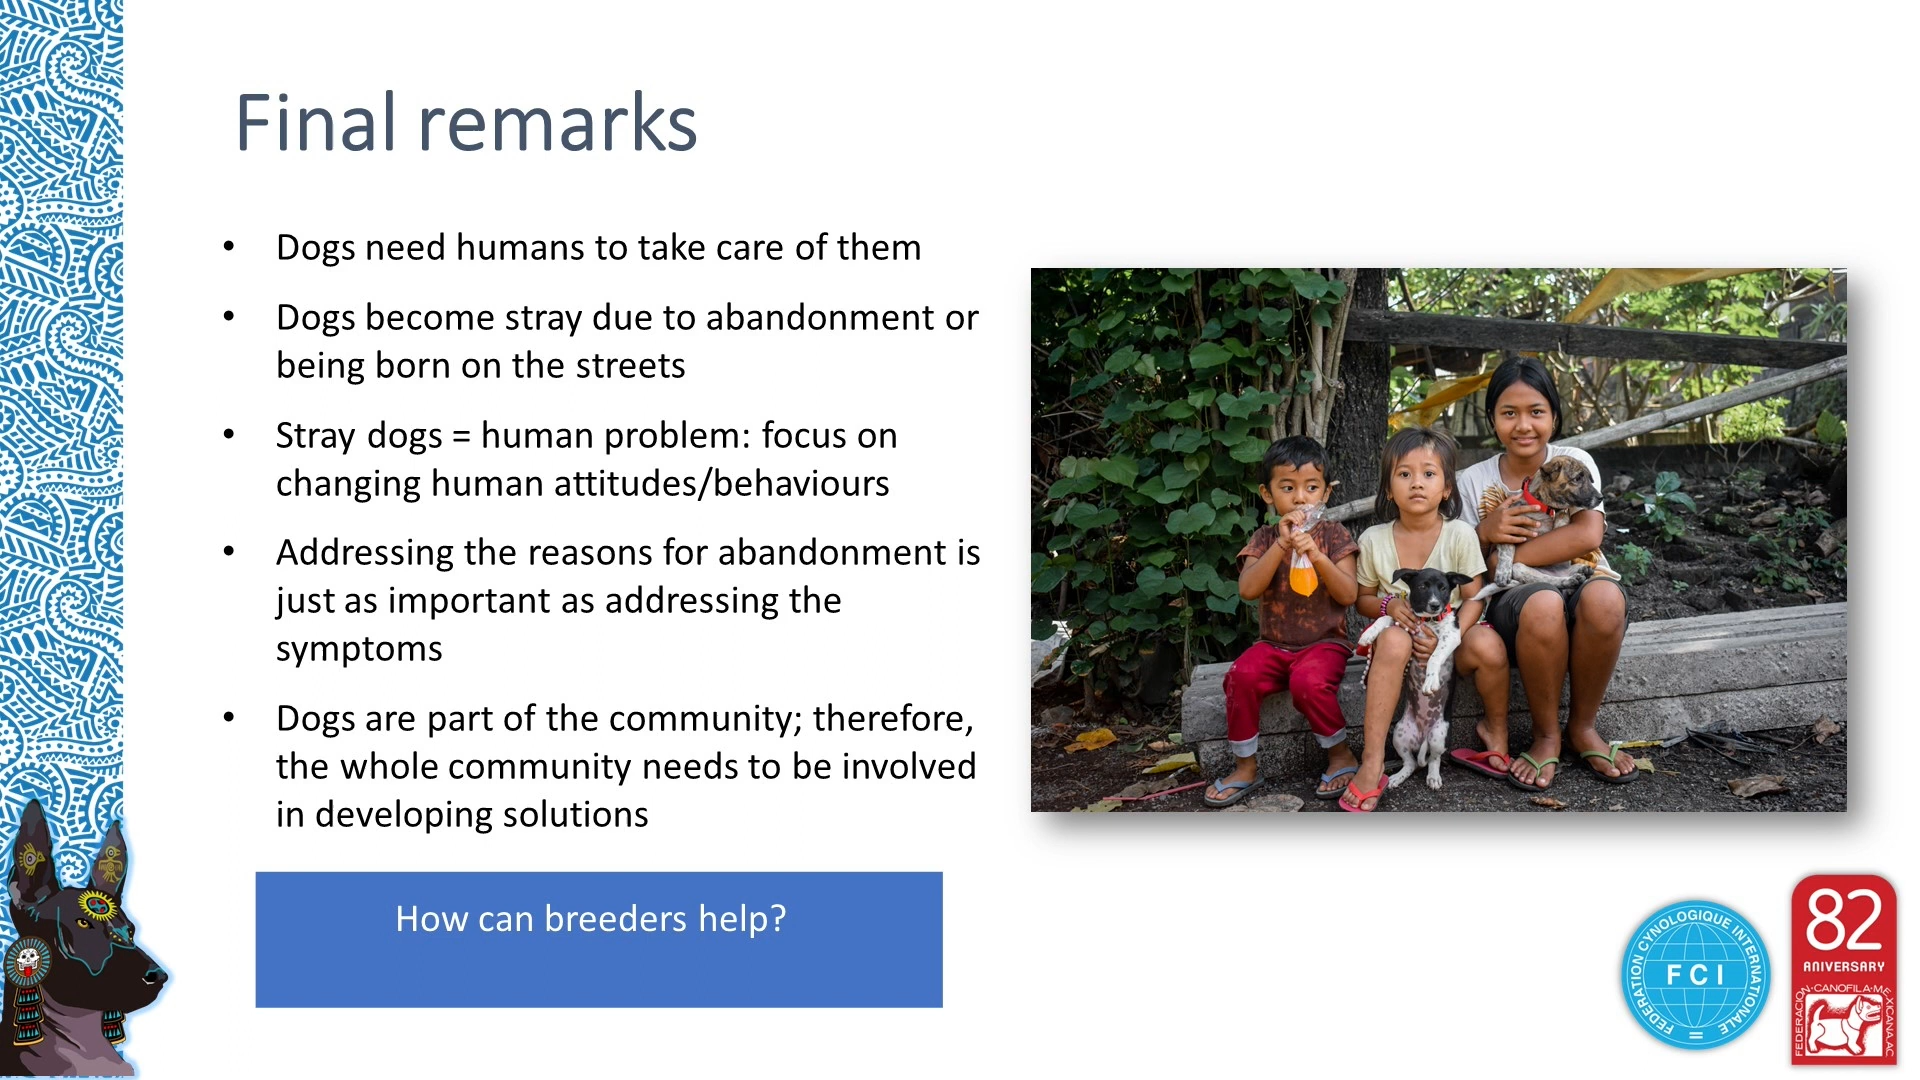 Final remarks
• Dogs need humans to take care of them
• Dogs become stray due to abandonment or
being born on the streets
• Stray dogs = human problem: focus on
changing human attitudes/behaviours
• Addressing the reasons for abandonment is
just as important as addressing the
symptoms
• Dogs are part of the community; therefore,
the whole community needs to be involved
in developing solutions
How can breeders help?
FEDERATION CYNOLOGIQUE INTERNATIONALE
FCI
82
ANIVERSARY
FEDERACION·CANOFILA·MEXICANA,AC